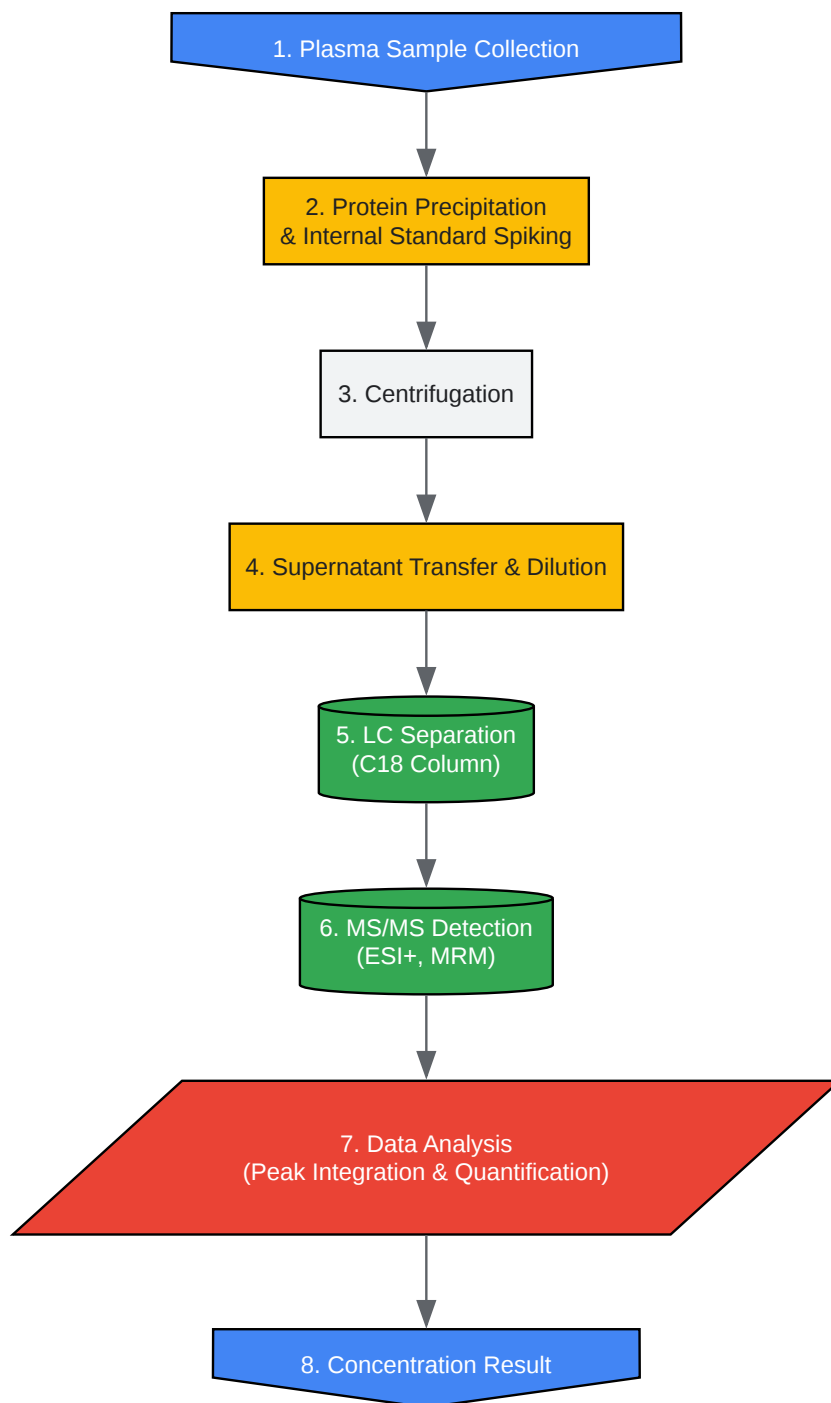 1. Plasma Sample Collection
2. Protein Precipitation
& Internal Standard Spiking
3. Centrifugation
4. Supernatant Transfer & Dilution
5. LC Separation
(C18 Column)
6. MS/MS Detection
(ESI+, MRM)
7. Data Analysis
(Peak Integration & Quantification)
8. Concentration Result